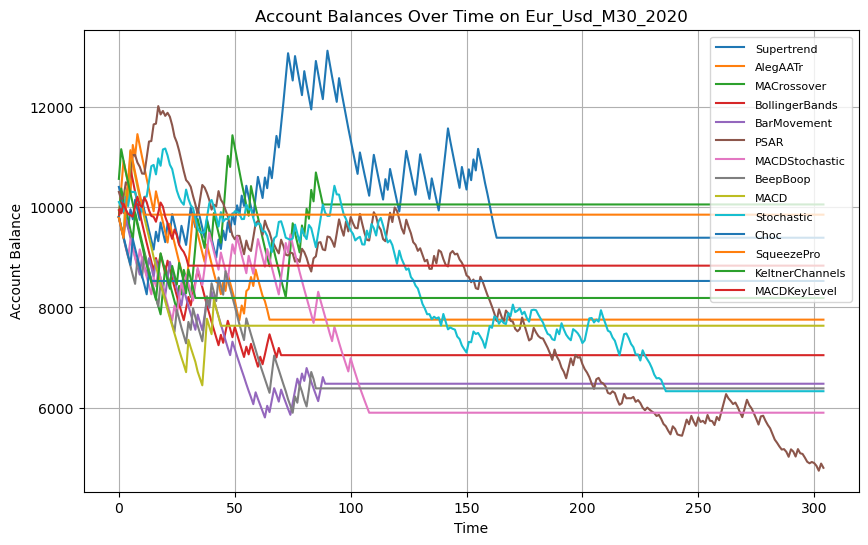 Account Balances Over Time on Eur_Usd_M30_2020
Account Balance
12000
10000
8000
6000
0 50 100 150 200 250 300
Time
Supertrend
AlegAATr
MACrossover
BollingerBands
BarMovement
PSAR
MACDStochastic
BeepBoop
MACD
Stochastic
Choc
SqueezePro
KeltnerChannels
MACDKeyLevel